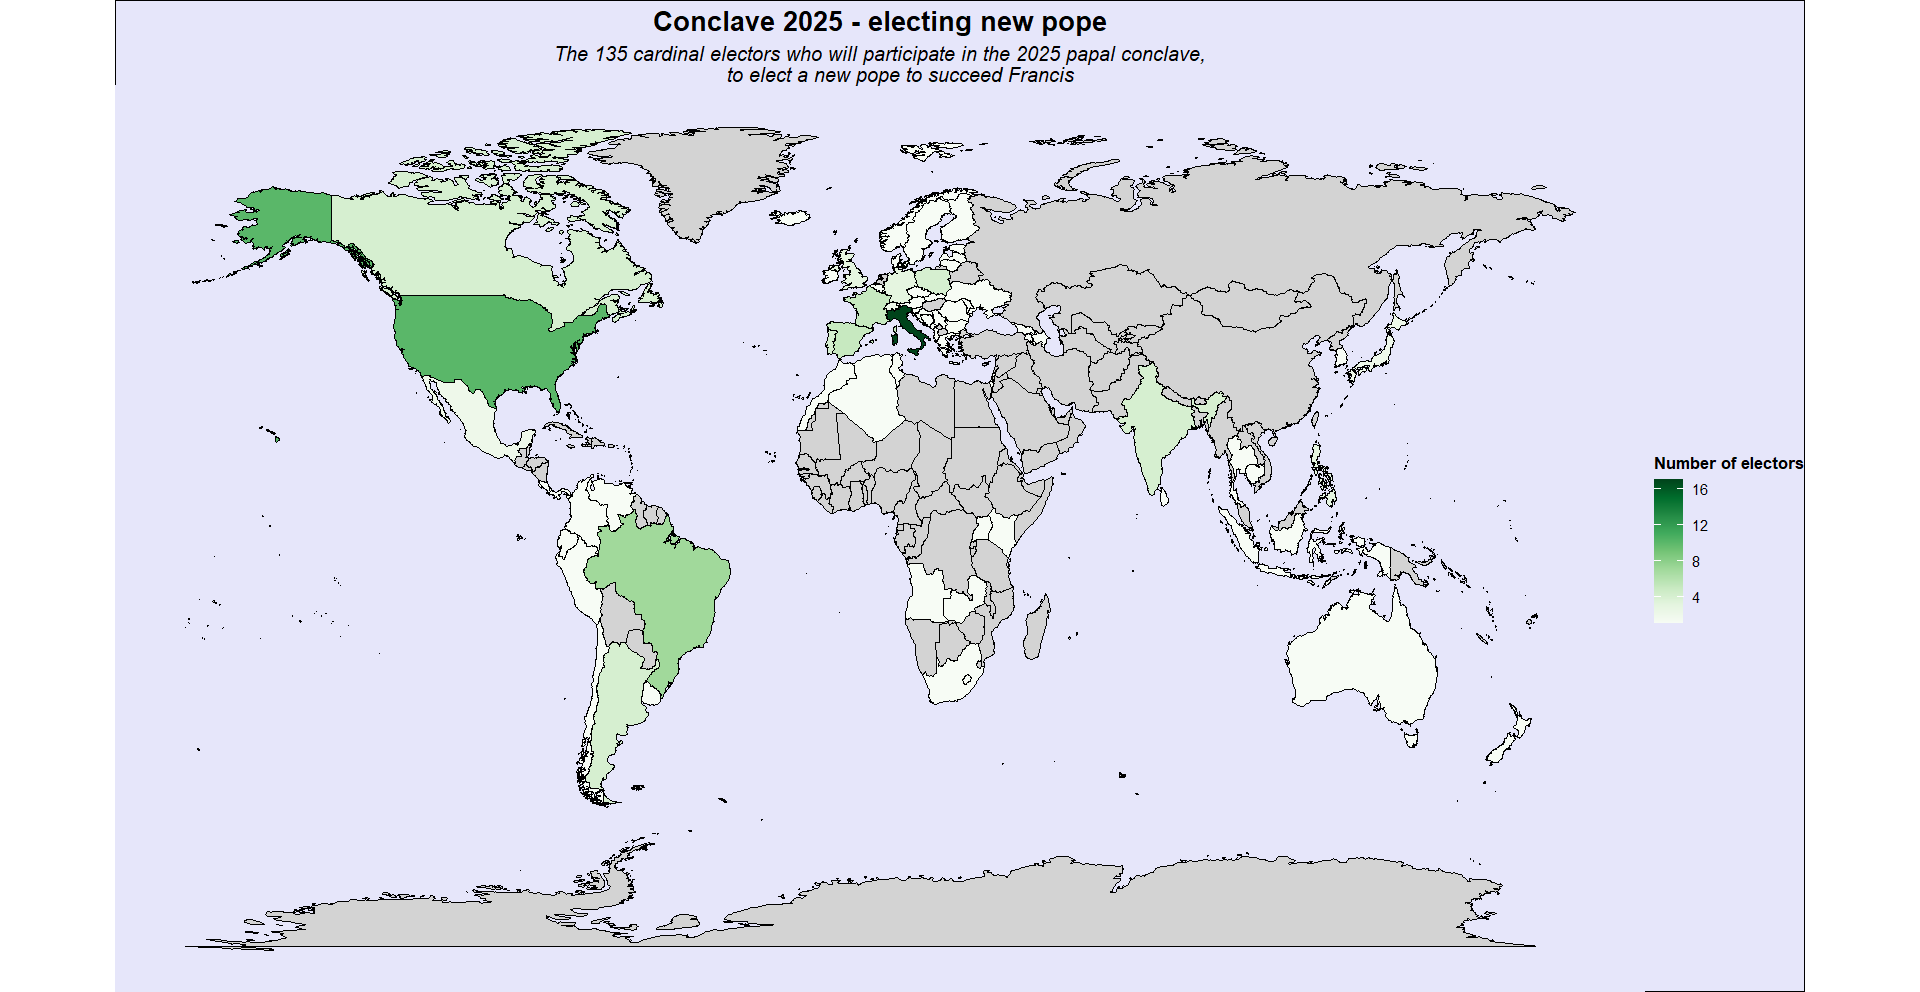 Conclave 2025 - electing new pope
The 135 cardinal electors who will participate in the 2025 papal conclave,
to elect a new pope to succeed Francis
Number of electors
16
12
8
4